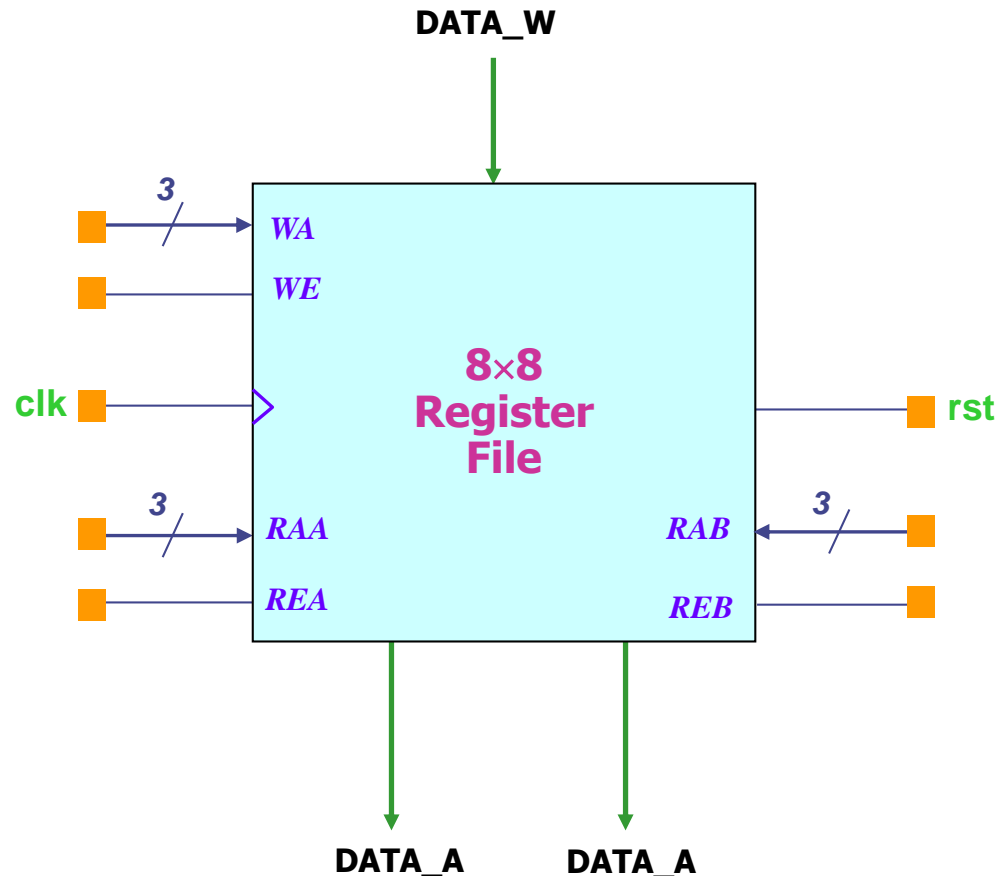 DATA_W
3
WA
WE
clk
8×8
Register
File
rst
3
RAA
3
RAB
REA
REB
DATA_A
DATA_A